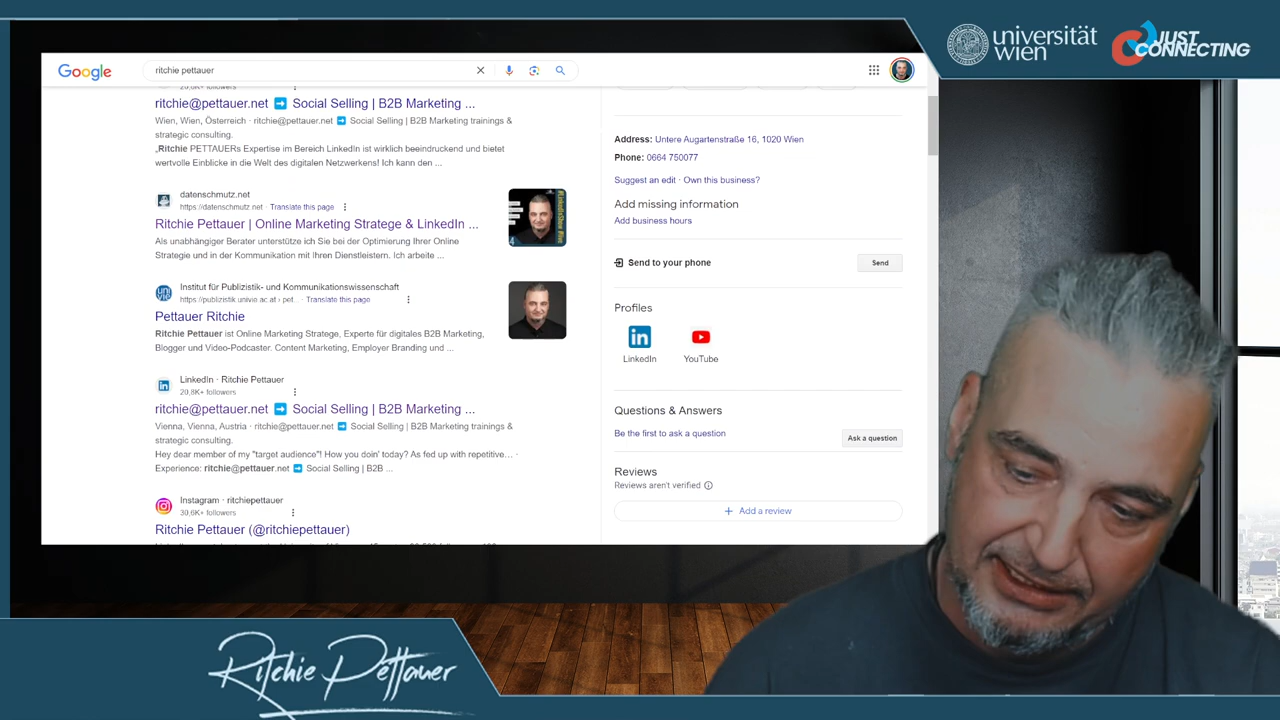 universität
wien
JUST
CONNECTING
Google
ritchie pettauer
ritchie@pettauer.net ➡ Social Selling | B2B Marketing ...
Wien, Wien, Österreich · ritchie@pettauer.net ➡ Social Selling | B2B Marketing trainings &
strategic consulting.
„Ritchie PETTAUERs Expertise im Bereich LinkedIn ist wirklich beeindruckend und bietet
wertvolle Einblicke in die Welt des digitalen Netzwerkens! Ich kann den ...
datenschmutz.net
https://datenschmutz.net · Translate this page
Ritchie Pettauer | Online Marketing Stratege & LinkedIn ...
Als unabhängiger Berater unterstütze ich Sie bei der Optimierung Ihrer Online
Strategie und in der Kommunikation mit Ihren Dienstleistern. Ich arbeite ...
Institut für Publizistik- und Kommunikationswissenschaft
https://publizistik.univie.ac.at › pet... · Translate this page
Pettauer Ritchie
Ritchie Pettauer ist Online Marketing Stratege, Experte für digitales B2B Marketing,
Blogger und Video-Podcaster. Content Marketing, Employer Branding und ...
LinkedIn · Ritchie Pettauer
20,8K+ followers
ritchie@pettauer.net ➡ Social Selling | B2B Marketing ...
Vienna, Vienna, Austria · ritchie@pettauer.net ➡ Social Selling | B2B Marketing trainings &
strategic consulting.
Hey dear member of my "target audience"! How you doin' today? As fed up with repetitive… ·
Experience: ritchie@pettauer.net ➡ Social Selling | B2B ...
Instagram · ritchiepettauer
30,6K+ followers
Ritchie Pettauer (@ritchiepettauer)
Address: Untere Augartenstraße 16, 1020 Wien
Phone: 0664 750077
Suggest an edit · Own this business?
Add missing information
Add business hours
Send to your phone
Send
Profiles
LinkedIn
YouTube
Questions & Answers
Be the first to ask a question
Ask a question
Reviews
Reviews aren't verified
Add a review
Ritchie Pettauer